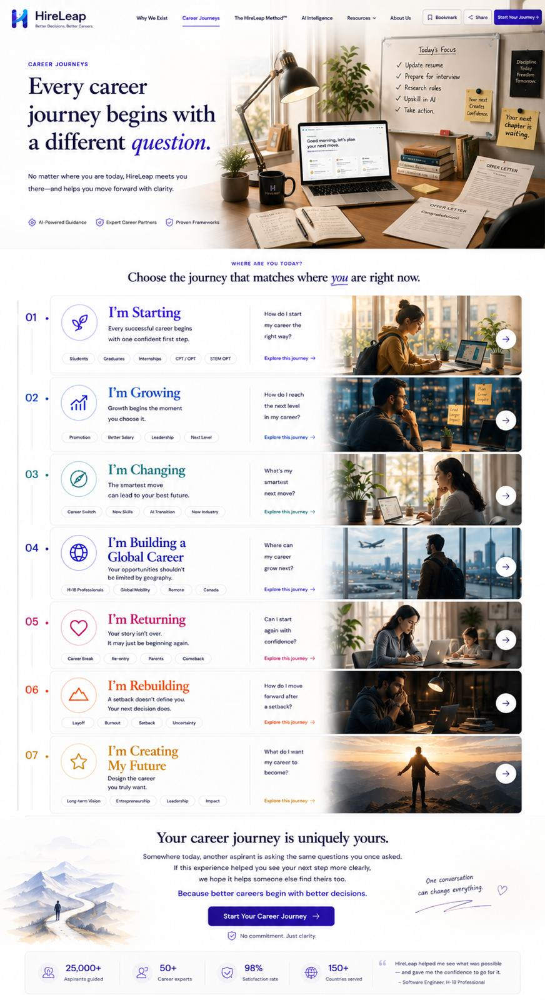 HireLeap
Better Decisions, Better Careers.
Why We Exist
Career Journeys
The HireLeap Method™
AI Intelligence
Resources
About Us
Bookmark
Share
Start Your Journey →
CAREER JOURNEYS
Every career
journey begins with
a different question.
No matter where you are today, HireLeap meets you
there—and helps you move forward with clarity.
AI-Powered Guidance
Expert Career Partners
Proven Frameworks
Today's Focus
✓ Update resume
✓ Prepare for interview
✓ Research roles
✓ Upskill in AI
✓ Take action.
Your next
Creates
Confidence.
Discipline
Today
Freedom
Tomorrow.
Your next
chapter is
waiting.
Good morning, let's plan
your next move.
HireLeap
OFFER LETTER
OFFER LETTER
Congratulations!
WHERE ARE YOU TODAY?
Choose the journey that matches where you are right now.
01
I'm Starting
Every successful career begins
with one confident first step.
Students
Graduates
Internships
CPT / OPT
STEM OPT
How do I start
my career the
right way?
Explore this journey →
02
I'm Growing
Growth begins the moment
you choose it.
Promotion
Better Salary
Leadership
Next Level
How do I reach
the next level
in my career?
Explore this journey →
Lead
Larger
Impact
Plan
Grow
Inspire
03
I'm Changing
The smartest move
can lead to your best future.
Career Switch
New Skills
AI Transition
New Industry
What's my
smartest
next move?
Explore this journey →
04
I'm Building a
Global Career
Your opportunities shouldn't
be limited by geography.
H-1B Professionals
Global Mobility
Remote
Canada
Where can
my career
grow next?
Explore this journey →
05
I'm Returning
Your story isn't over.
It may just be beginning again.
Career Break
Re-entry
Parents
Comeback
Can I start
again with
confidence?
Explore this journey →
06
I'm Rebuilding
A setback doesn't define you.
Your next decision does.
Layoff
Burnout
Setback
Uncertainty
How do I move
forward after
a setback?
Explore this journey →
07
I'm Creating
My Future
Design the career
you truly want.
Long-term Vision
Entrepreneurship
Leadership
Impact
What do I want
my career to
become?
Explore this journey →
Your career journey is uniquely yours.
Somewhere today, another aspirant is asking the same questions you once asked.
If this experience helped you see your next step more clearly,
we hope it helps someone else find theirs too.
Because better careers begin with better decisions.
Start Your Career Journey →
No commitment. Just clarity.
One conversation
can change everything.
25,000+
Aspirants guided
50+
Career experts
98%
Satisfaction rate
150+
Countries served
“ HireLeap helped me see what was possible
— and gave me the confidence to go for it.
– Software Engineer, H-1B Professional